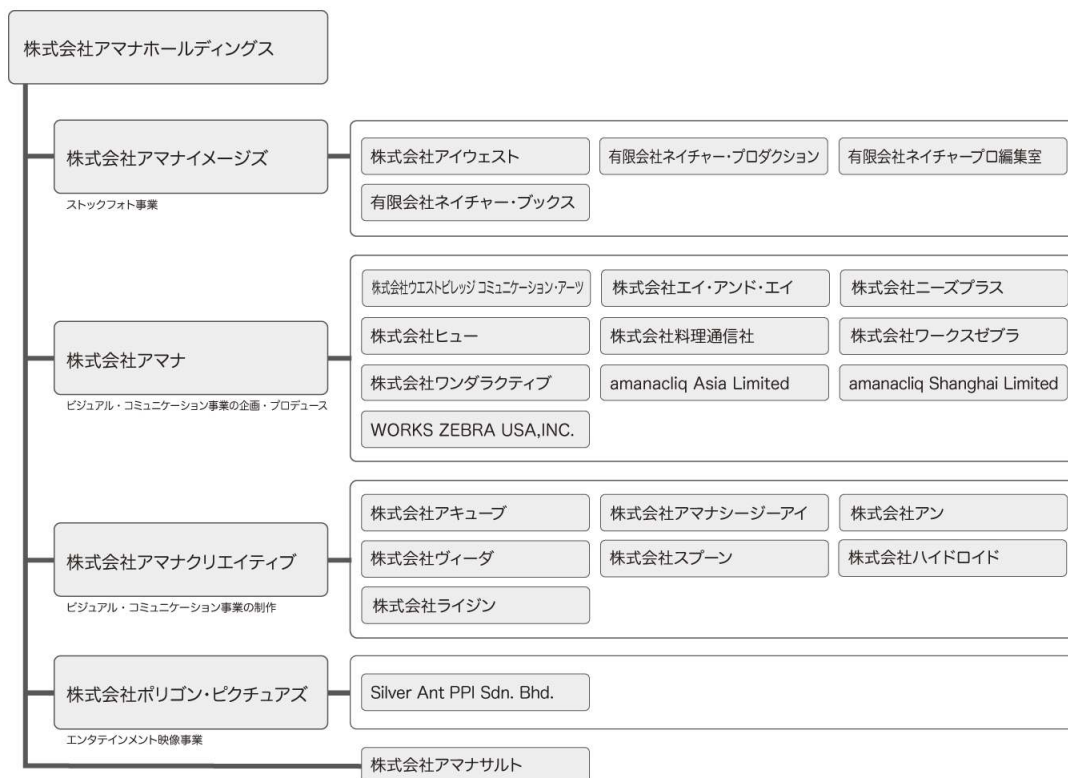 株式会社アマナホールディングス
株式会社アマナイメージズ
ストックフォト事業
株式会社アイウェスト
有限会社ネイチャー・プロダクション
有限会社ネイチャープロ編集室
有限会社ネイチャー・ブックス
株式会社アマナ
ビジュアル・コミュニケーション事業の企画・プロデュース
株式会社ウエストビレッジ コミュニケーション・アーツ
株式会社エイ・アンド・エイ
株式会社ニーズプラス
株式会社ヒュー
株式会社料理通信社
株式会社ワークスゼブラ
株式会社ワンダラクティブ
amanacliq Asia Limited
amanacliq Shanghai Limited
WORKS ZEBRA USA,INC.
株式会社アマナクリエイティブ
ビジュアル・コミュニケーション事業の制作
株式会社アキューブ
株式会社アマナシージーアイ
株式会社アン
株式会社ヴィーダ
株式会社スプーン
株式会社ハイドロイド
株式会社ライジン
株式会社ポリゴン・ピクチュアズ
エンタテインメント映像事業
Silver Ant PPI Sdn. Bhd.
株式会社アマナサルト